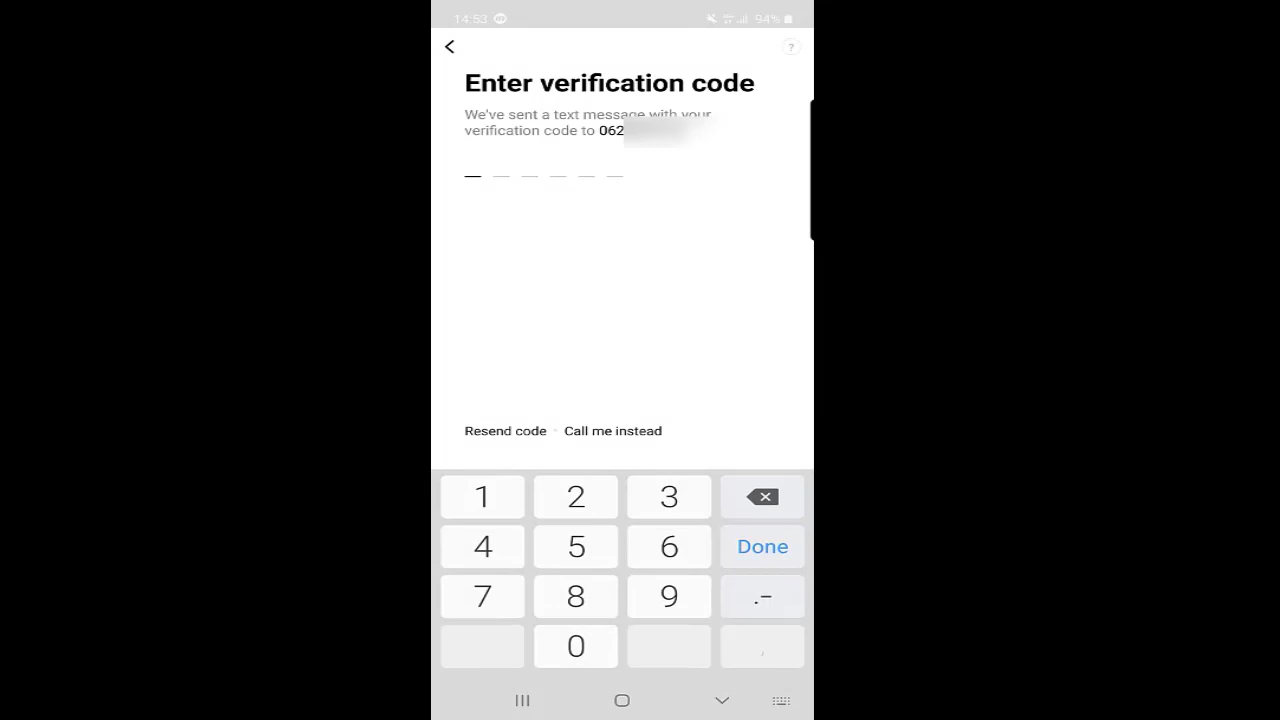 14:53 94%
?
Enter verification code
We've sent a text message with your
verification code to 062
Resend code · Call me instead
1 2 3
4 5 6 Done
7 8 9 .-
0 ,